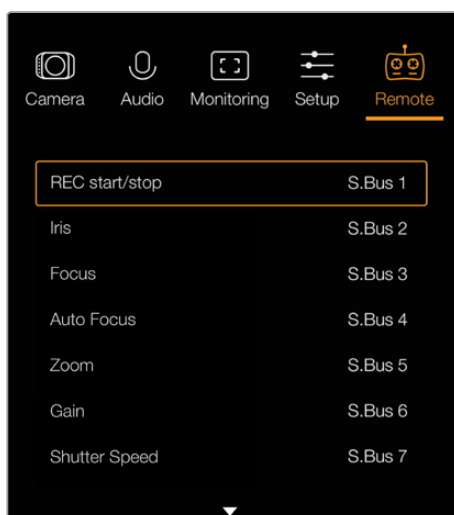 Camera Audio Monitoring Setup Remote
REC start/stop S.Bus 1
Iris S.Bus 2
Focus S.Bus 3
Auto Focus S.Bus 4
Zoom S.Bus 5
Gain S.Bus 6
Shutter Speed S.Bus 7